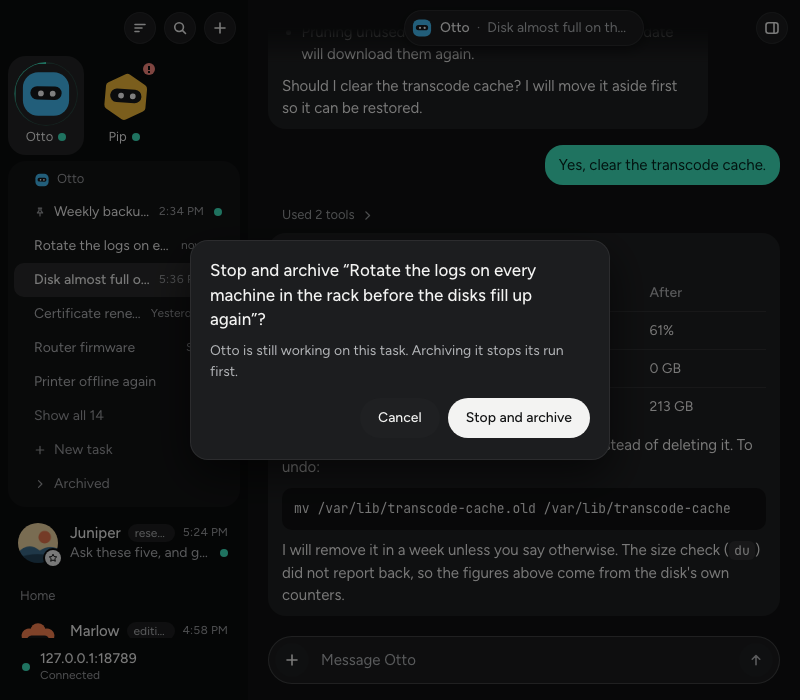 Otto · Disk almost full on th...
Pruning unused
date
will download them again.
Should I clear the transcode cache? I will move it aside first
so it can be restored.
Yes, clear the transcode cache.
Used 2 tools
Otto
Pip
Otto
Weekly backu... 2:34 PM
Rotate the logs on e...
Disk almost full o... 5:36
Certificate rene...
Router firmware
Printer offline again
Show all 14
New task
Archived
Juniper rese... 5:24 PM
Ask these five, and g...
Home
Marlow editi... 4:58 PM
127.0.0.1:18789
Connected
Stop and archive “Rotate the logs on every
machine in the rack before the disks fill up
again”?
Otto is still working on this task. Archiving it stops its run
first.
Cancel
Stop and archive
After
61%
0 GB
213 GB
of deleting it. To
undo:
mv /var/lib/transcode-cache.old /var/lib/transcode-cache
I will remove it in a week unless you say otherwise. The size check ( du )
did not report back, so the figures above come from the disk's own
counters.
Message Otto